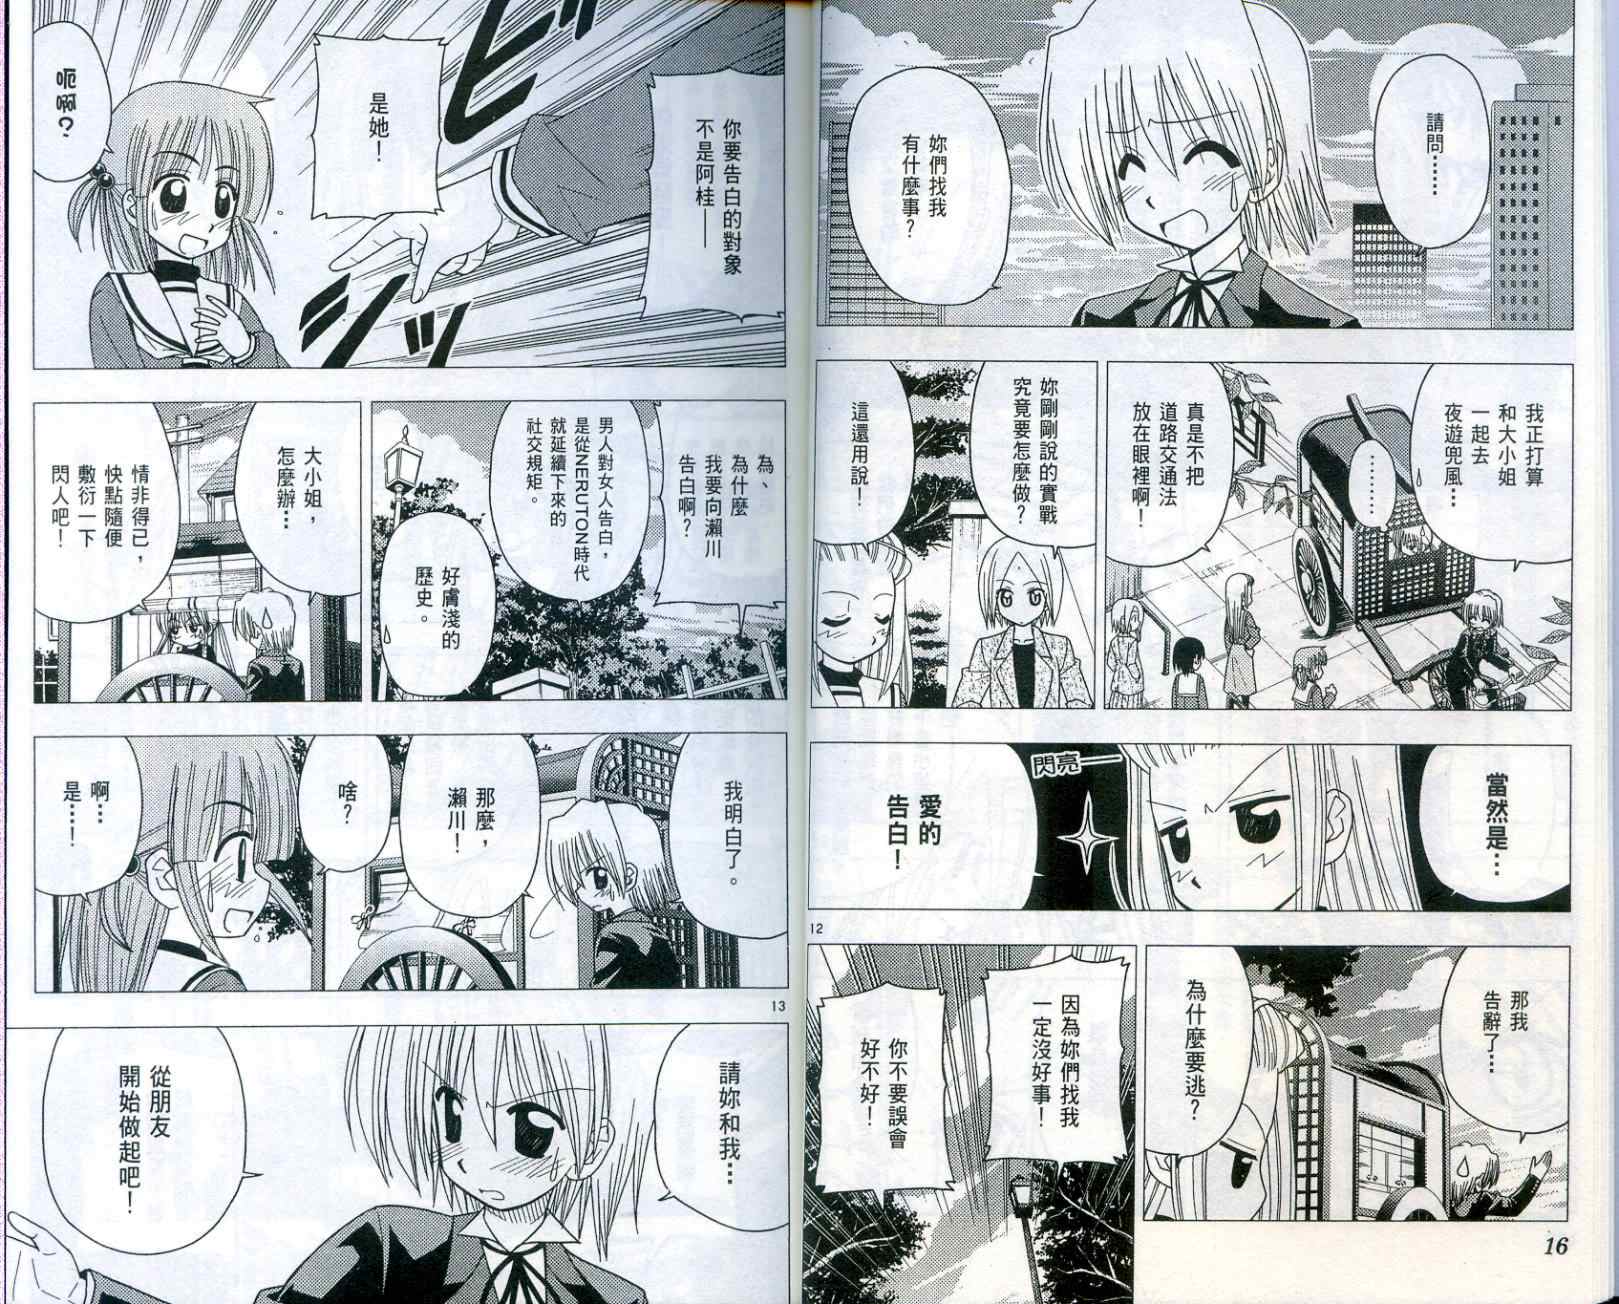 請問……
妳們找我
有什麼事?
我正打算
和大小姐
一起去
夜遊兜風…
………
真是不把
道路交通法
放在眼裡啊!
妳剛剛說的實戰
究竟要怎麼做?
這還用說!
當然是…
閃亮—
愛的
告白!
12
那我
告辭了…
為什麼要逃?
因為妳們找我
一定沒好事!
你不要誤會
好不好!
16
你要告白的對象
不是阿桂——
是她!
呃嗯?
為、
為什麼
我要向瀨川
告白啊?
男人對女人告白,
是從NERUTON時代
就延續下來的
社交規矩。
好膚淺的
歷史。
大小姐,
怎麼辦…
情非得已,
快點隨便
敷衍一下
閃人吧!
我明白了。
那麼,
瀨川!
啥?
啊…
是…!
13
請妳和我…
從朋友
開始做起吧!